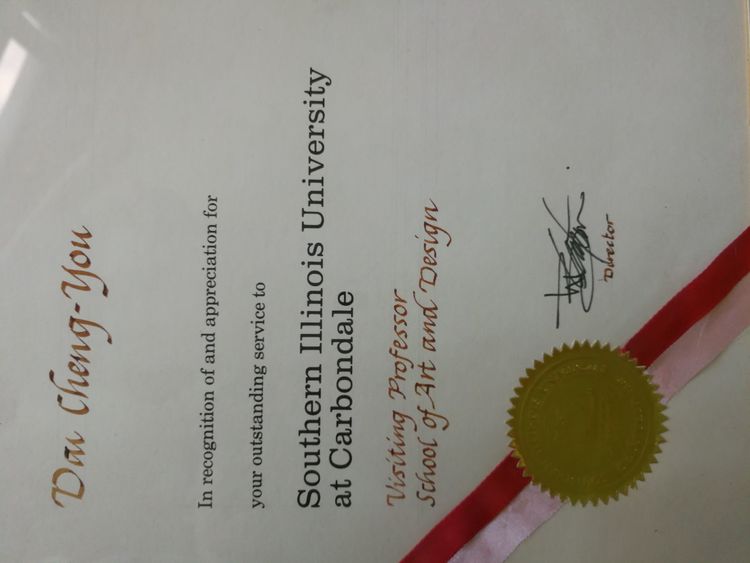 Dai Cheng-You
In recognition of and appreciation for
your outstanding service to
Southern Illinois University
at Carbondale
Visiting Professor
School of Art and Design
Director